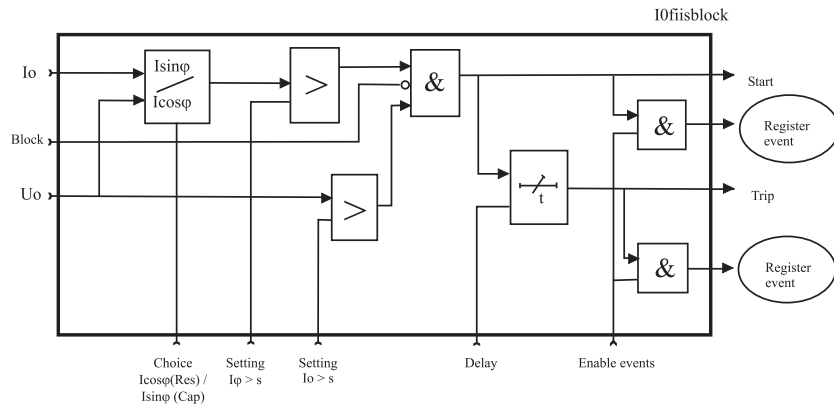 I0fiisblock
Io
Isinφ
Icosφ
>
&
Start
Block
&
Register
event
Uo
>
t
Trip
&
Register
event
Choice
Icosφ(Res) /
Isinφ (Cap)
Setting
Iφ > s
Setting
Io > s
Delay
Enable events